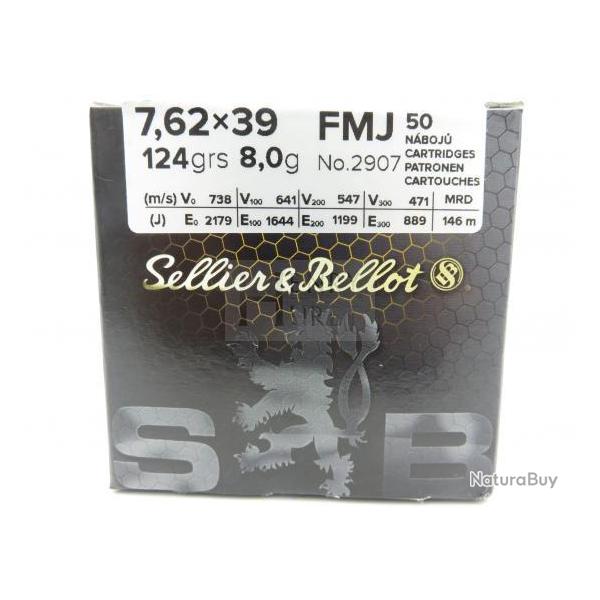 7,62×39 FMJ 50
124grs 8,0g No.2907
NÁBOJŮ
CARTRIDGES
PATRONEN
CARTOUCHES
(m/s) V0 738 V100 641 V200 547 V300 471 MRD
(J) E0 2179 E100 1644 E200 1199 E300 889 146 m
Sellier & Bellot
S B
NaturaBuy